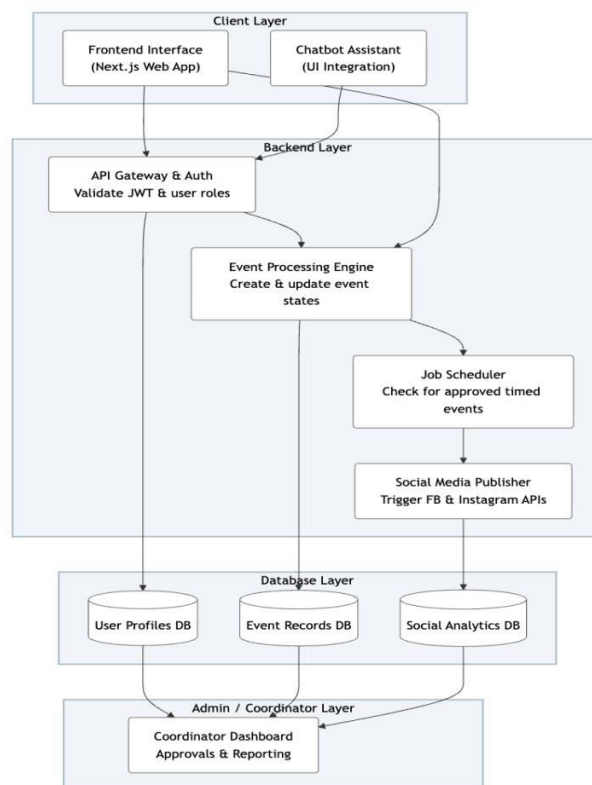 Client Layer
Frontend Interface
(Next.js Web App)
Chatbot Assistant
(UI Integration)
Backend Layer
API Gateway & Auth
Validate JWT & user roles
Event Processing Engine
Create & update event
states
Job Scheduler
Check for approved timed
events
Social Media Publisher
Trigger FB & Instagram APIs
Database Layer
User Profiles DB
Event Records DB
Social Analytics DB
Admin / Coordinator Layer
Coordinator Dashboard
Approvals & Reporting